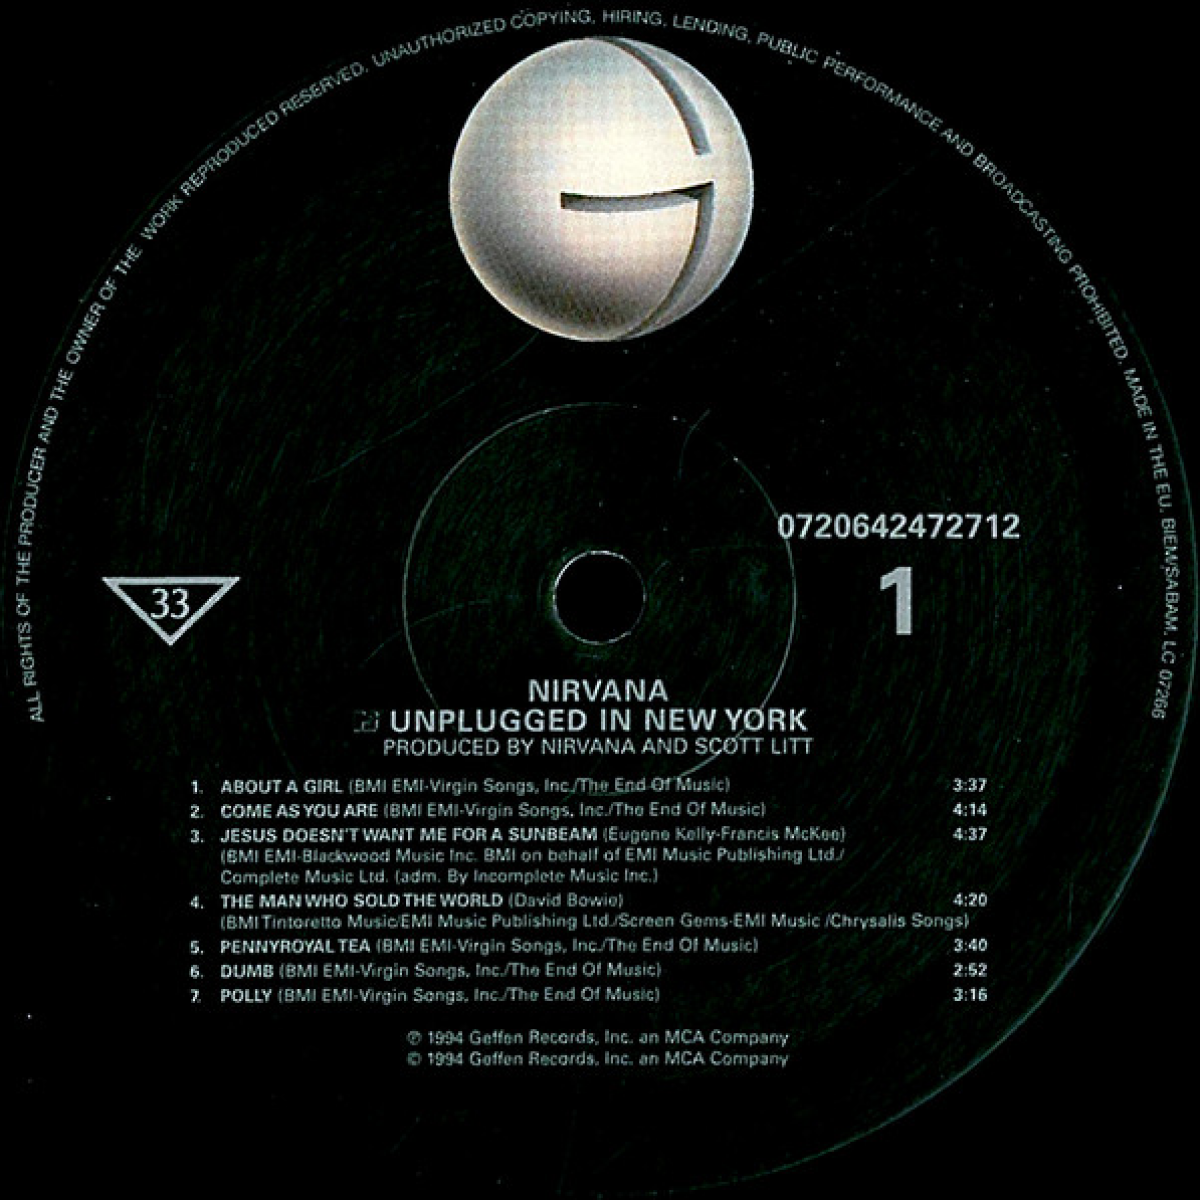 ALL RIGHTS OF THE PRODUCER AND THE OWNER OF THE WORK REPRODUCED RESERVED. UNAUTHORIZED COPYING, HIRING, LENDING, PUBLIC PERFORMANCE AND BROADCASTING PROHIBITED. MADE IN THE EU. BIEM/SABAM. LC 07266
0720642472712
1
33
NIRVANA
UNPLUGGED IN NEW YORK
PRODUCED BY NIRVANA AND SCOTT LITT
1. ABOUT A GIRL (BMI EMI-Virgin Songs, Inc./The End Of Music) 3:37
2. COME AS YOU ARE (BMI EMI-Virgin Songs, Inc./The End Of Music) 4:14
3. JESUS DOESN'T WANT ME FOR A SUNBEAM (Eugene Kelly-Francis McKee) 4:37
(BMI EMI-Blackwood Music Inc. BMI on behalf of EMI Music Publishing Ltd./
Complete Music Ltd. (adm. By Incomplete Music Inc.)
4. THE MAN WHO SOLD THE WORLD (David Bowie) 4:20
(BMI Tintoretto Music/EMI Music Publishing Ltd./Screen Gems-EMI Music /Chrysalis Songs)
5. PENNYROYAL TEA (BMI EMI-Virgin Songs, Inc./The End Of Music) 3:40
6. DUMB (BMI EMI-Virgin Songs, Inc./The End Of Music) 2:52
7. POLLY (BMI EMI-Virgin Songs, Inc./The End Of Music) 3:16
℗ 1994 Geffen Records, Inc. an MCA Company
© 1994 Geffen Records, Inc. an MCA Company